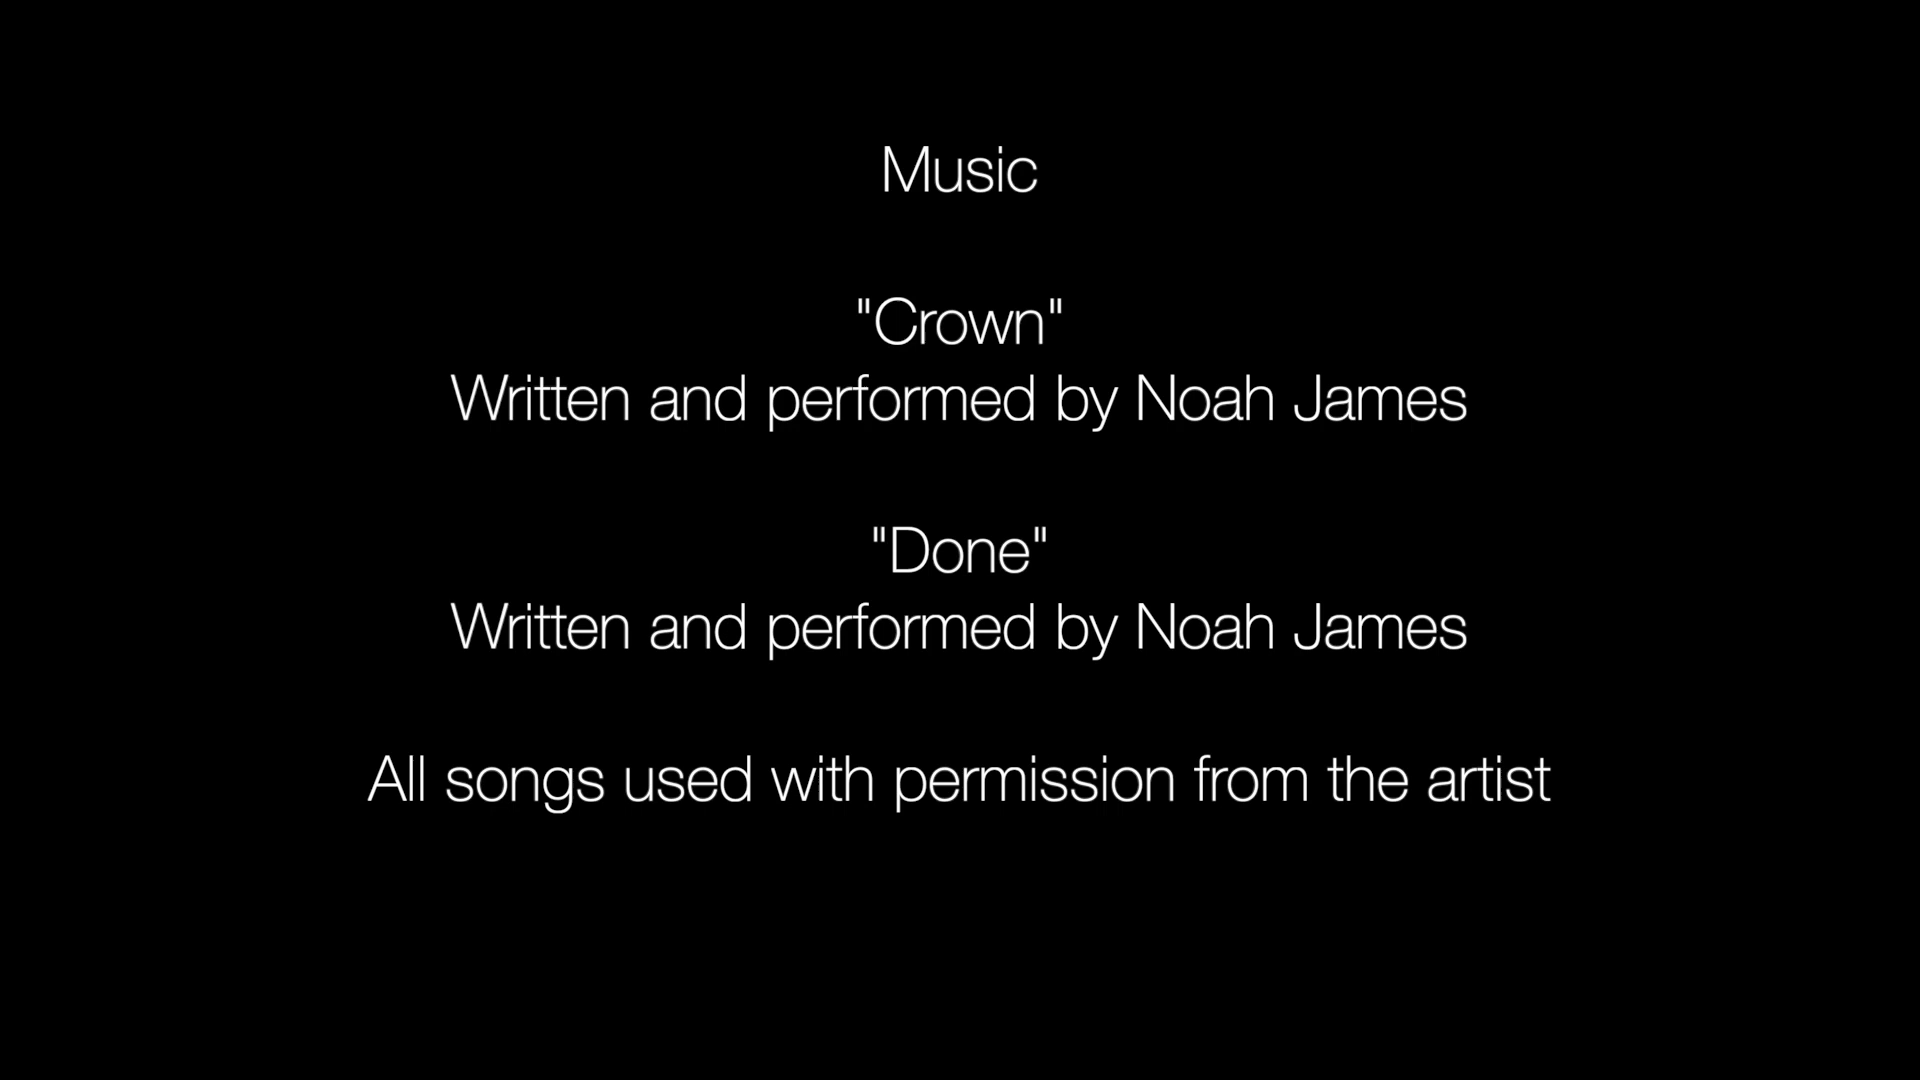 Music
"Crown"
Written and performed by Noah James
"Done"
Written and performed by Noah James
All songs used with permission from the artist